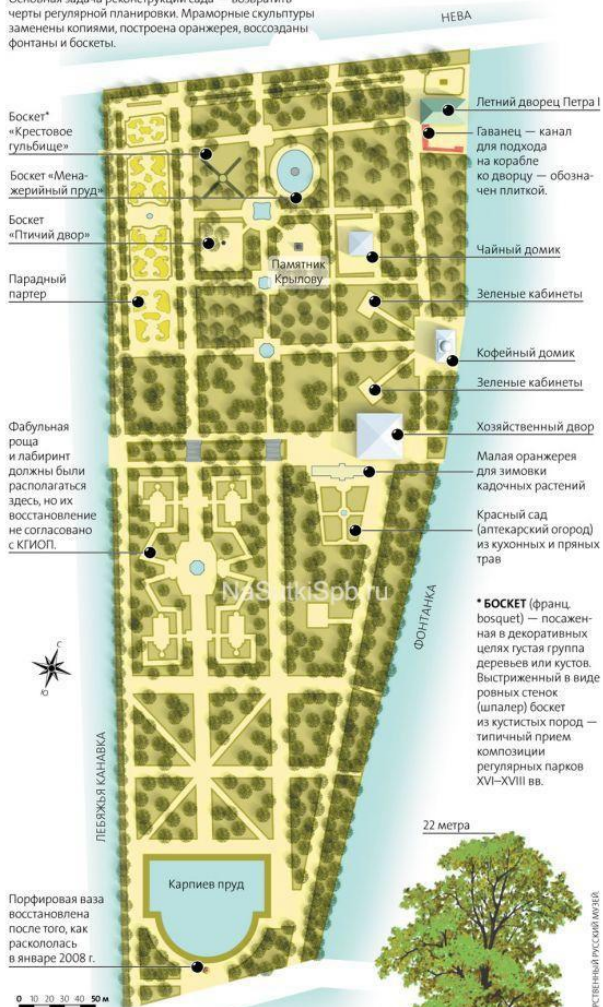 черты регулярной планировки. Мраморные скульптуры
заменены копиями, построена оранжерея, воссозданы
фонтаны и боскеты.
НЕВА
Боскет*
«Крестовое
гульбище»
Боскет «Мена-
жерийный пруд»
Боскет
«Птичий двор»
Парадный
партер
Летний дворец Петра I
Гаванец — канал
для подхода
на корабле
ко дворцу — обозна-
чен плиткой.
Памятник
Крылову
Чайный домик
Зеленые кабинеты
Кофейный домик
Зеленые кабинеты
Хозяйственный двор
Малая оранжерея
для зимовки
кадочных растений
Красный сад
(аптекарский огород)
из кухонных и пряных
трав
Фабульная
роща
и лабиринт
должны были
располагаться
здесь, но их
восстановление
не согласовано
с КГИОП.
NaSutkiSpb.ru
ФОНТАНКА
* БОСКЕТ (франц.
bosquet) — посажен-
ная в декоративных
целях густая группа
деревьев или кустов.
Выстриженный в виде
ровных стенок
(шпалер) боскет
из кустистых пород —
типичный прием
композиции
регулярных парков
XVI–XVIII вв.
С
Ю
ЛЕБЯЖЬЯ КАНАВКА
22 метра
Карпиев пруд
Порфировая ваза
восстановлена
после того, как
раскололась
в январе 2008 г.
0 10 20 30 40 50 м
РУССКИЙ МУЗЕЙ